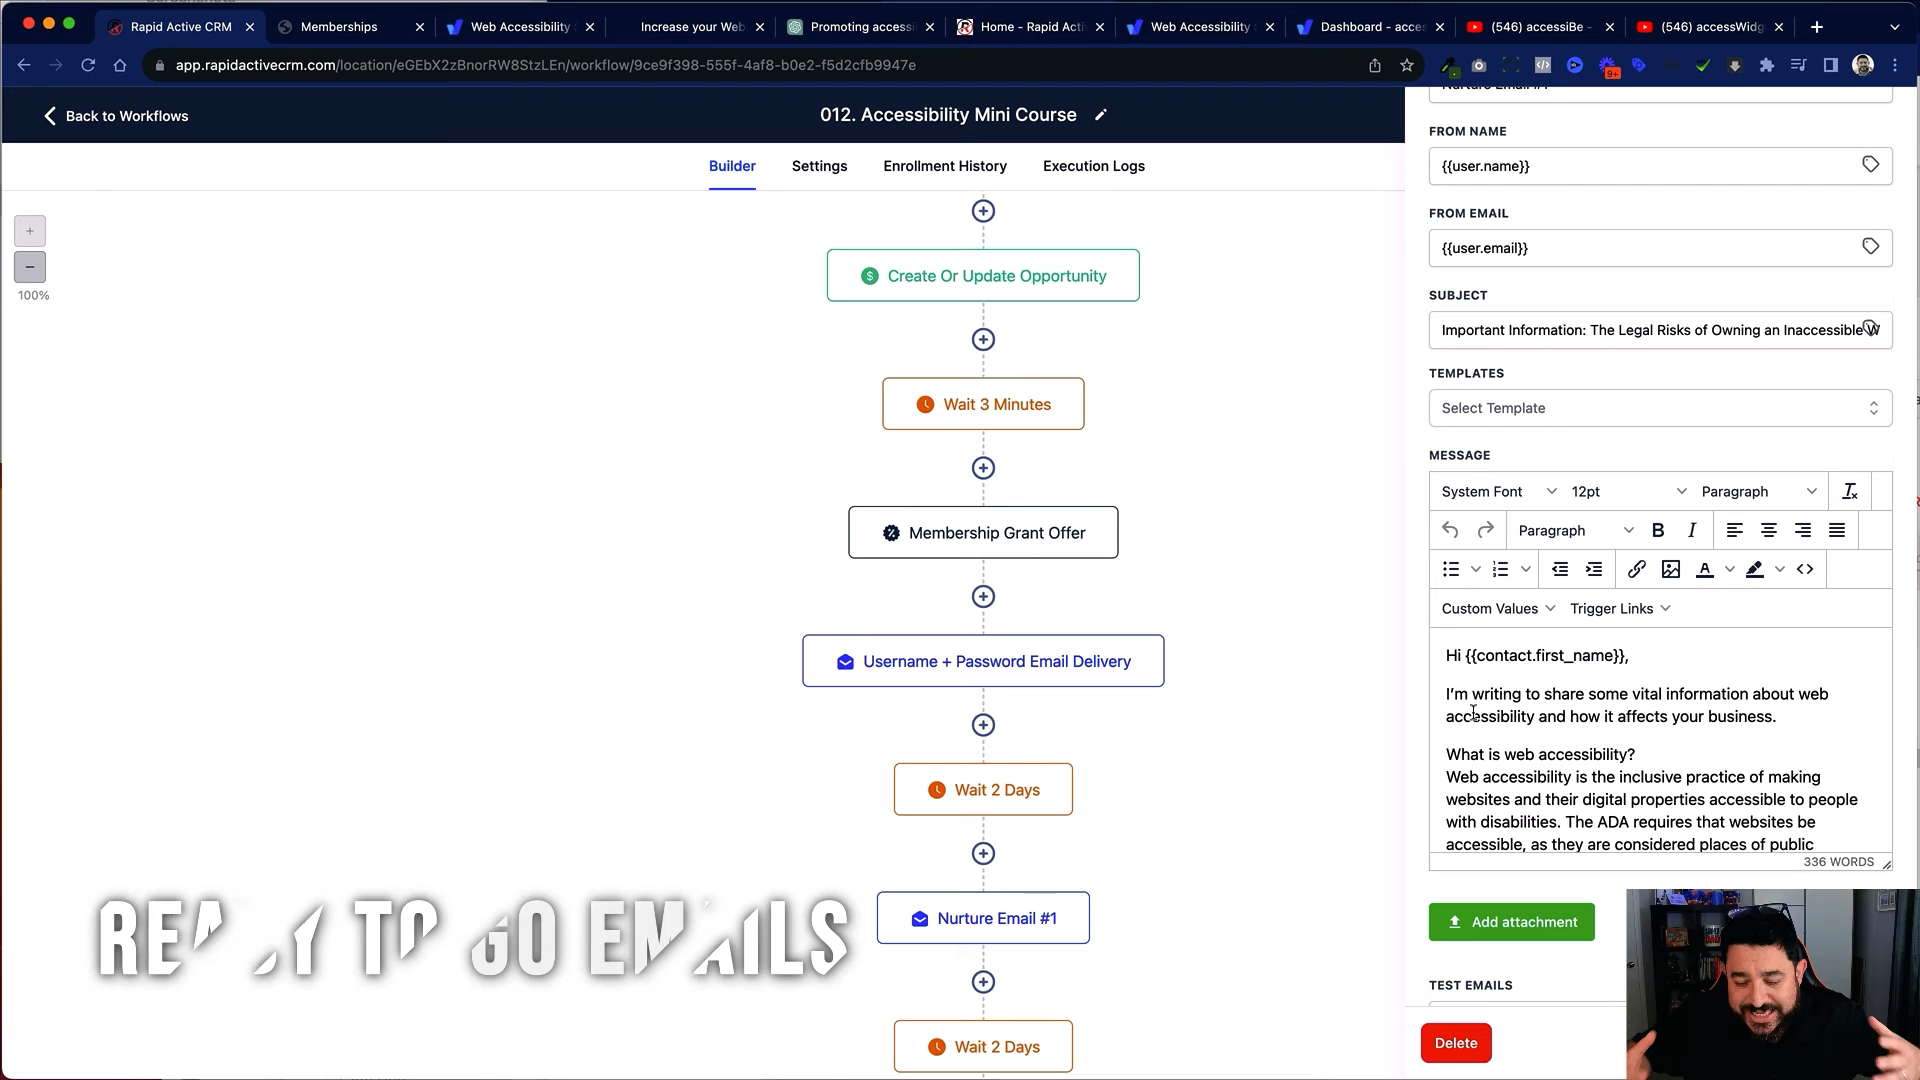 Rapid Active CRM
Memberships
Web Accessibility
Increase your Web
Promoting accessi
Home - Rapid Acti
Web Accessibility
Dashboard - acces
(546) accessiBe -
(546) accessWidg
app.rapidactivecrm.com/location/eGEbX2zBnorRW8StzLEn/workflow/9ce9f398-555f-4af8-b0e2-f5d2cfb9947e
9+
Back to Workflows
012. Accessibility Mini Course
Builder
Settings
Enrollment History
Execution Logs
100%
Create Or Update Opportunity
Wait 3 Minutes
Membership Grant Offer
Username + Password Email Delivery
Wait 2 Days
Nurture Email #1
Wait 2 Days
READY TO GO EMAILS
Nurture Email #1
FROM NAME
{{user.name}}
FROM EMAIL
{{user.email}}
SUBJECT
Important Information: The Legal Risks of Owning an Inaccessible W
TEMPLATES
Select Template
MESSAGE
System Font
12pt
Paragraph
Paragraph
B I
Custom Values
Trigger Links
Hi {{contact.first_name}},
I'm writing to share some vital information about web
accessibility and how it affects your business.
What is web accessibility?
Web accessibility is the inclusive practice of making
websites and their digital properties accessible to people
with disabilities. The ADA requires that websites be
accessible, as they are considered places of public
336 WORDS
Add attachment
TEST EMAILS
Delete